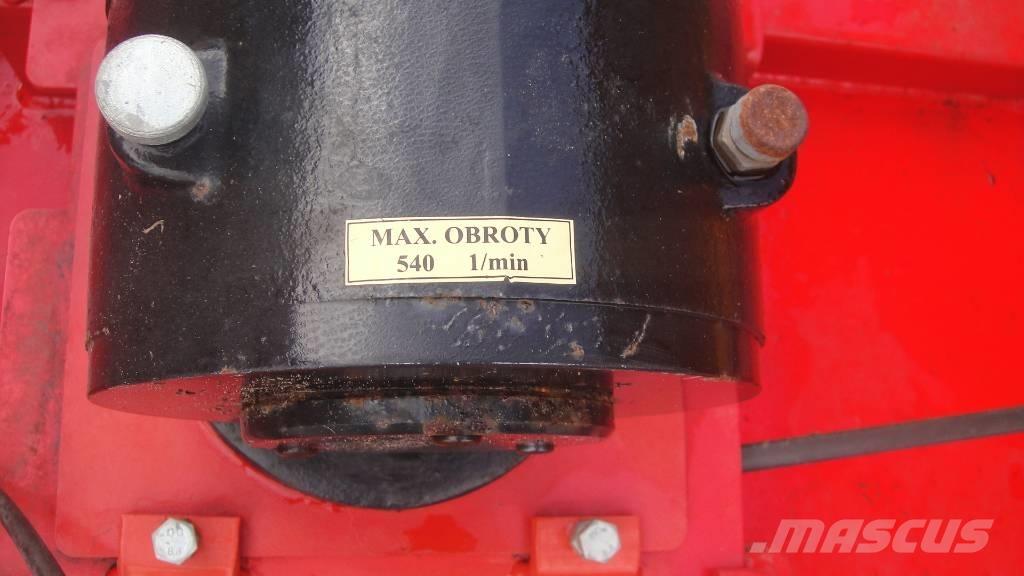 MAX. OBROTY
540 1/min
MASCUS